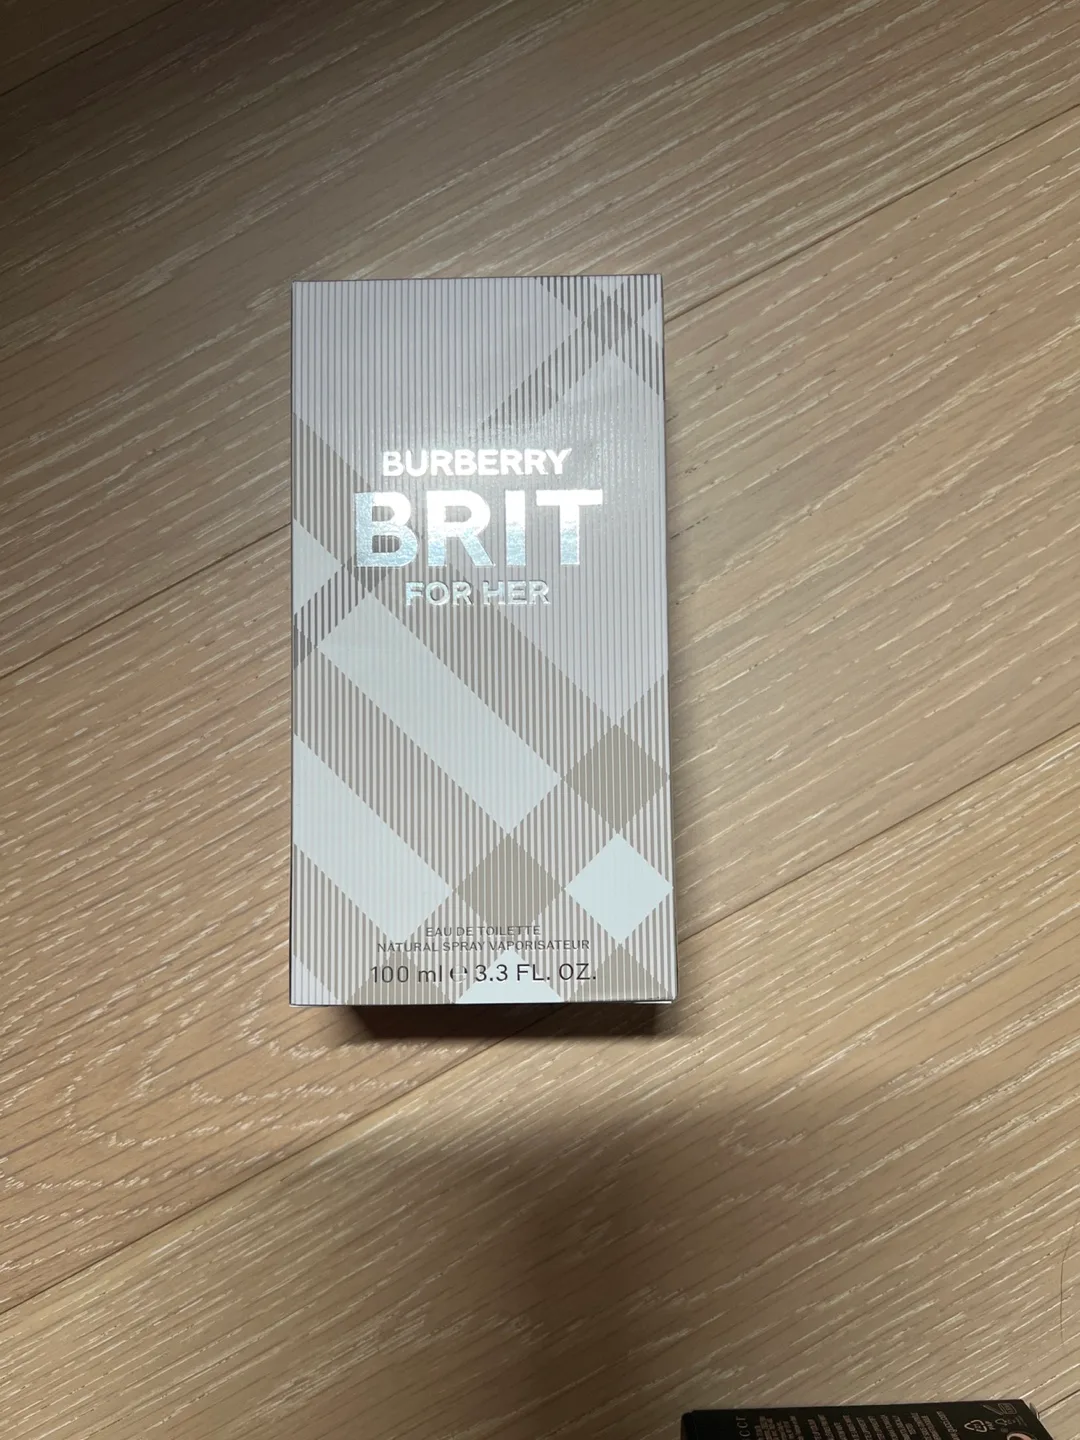 BURBERRY
BRIT
FOR HER
EAU DE TOILETTE
NATURAL SPRAY VAPORISATEUR
100 ml ℮ 3.3 FL. OZ.